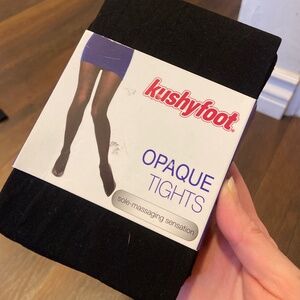 kushyfoot
OPAQUE
TIGHTS
sole-massaging sensation